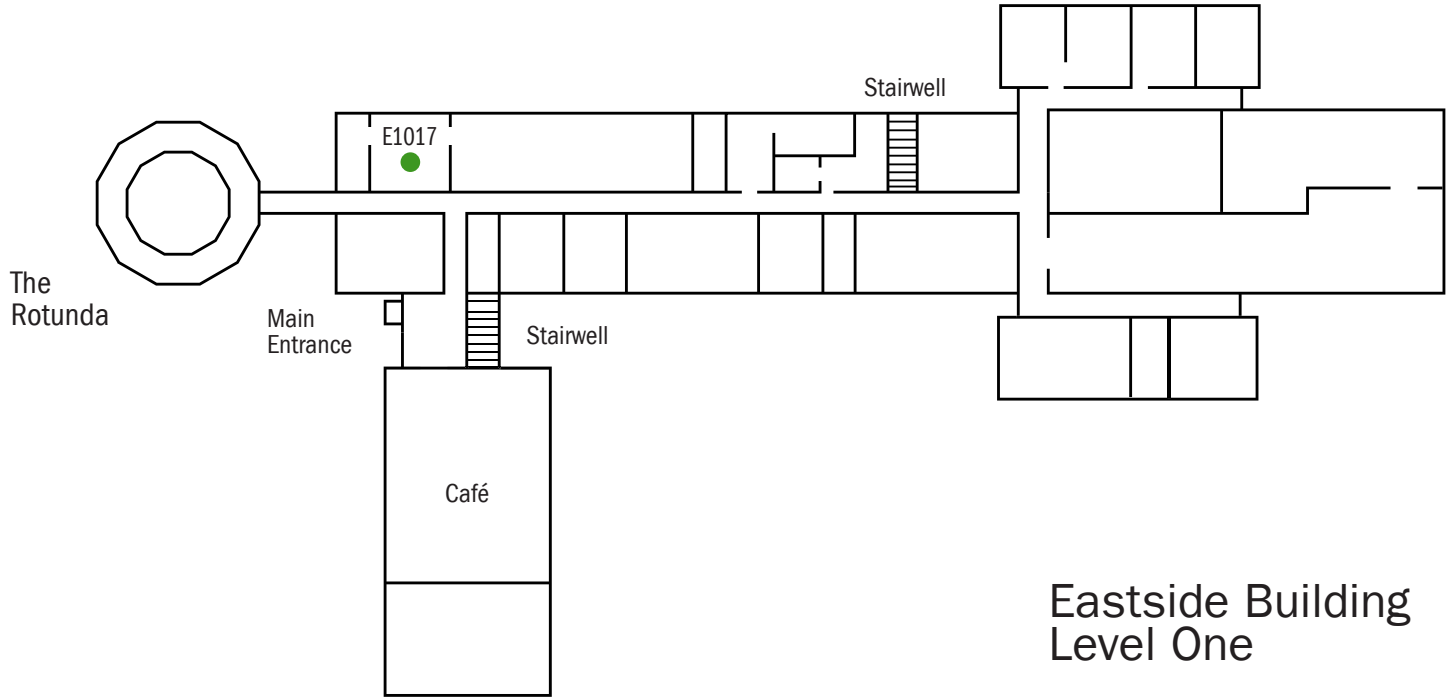 Stairwell
E1017
The
Rotunda
Main
Entrance
Stairwell
Café
Eastside Building
Level One